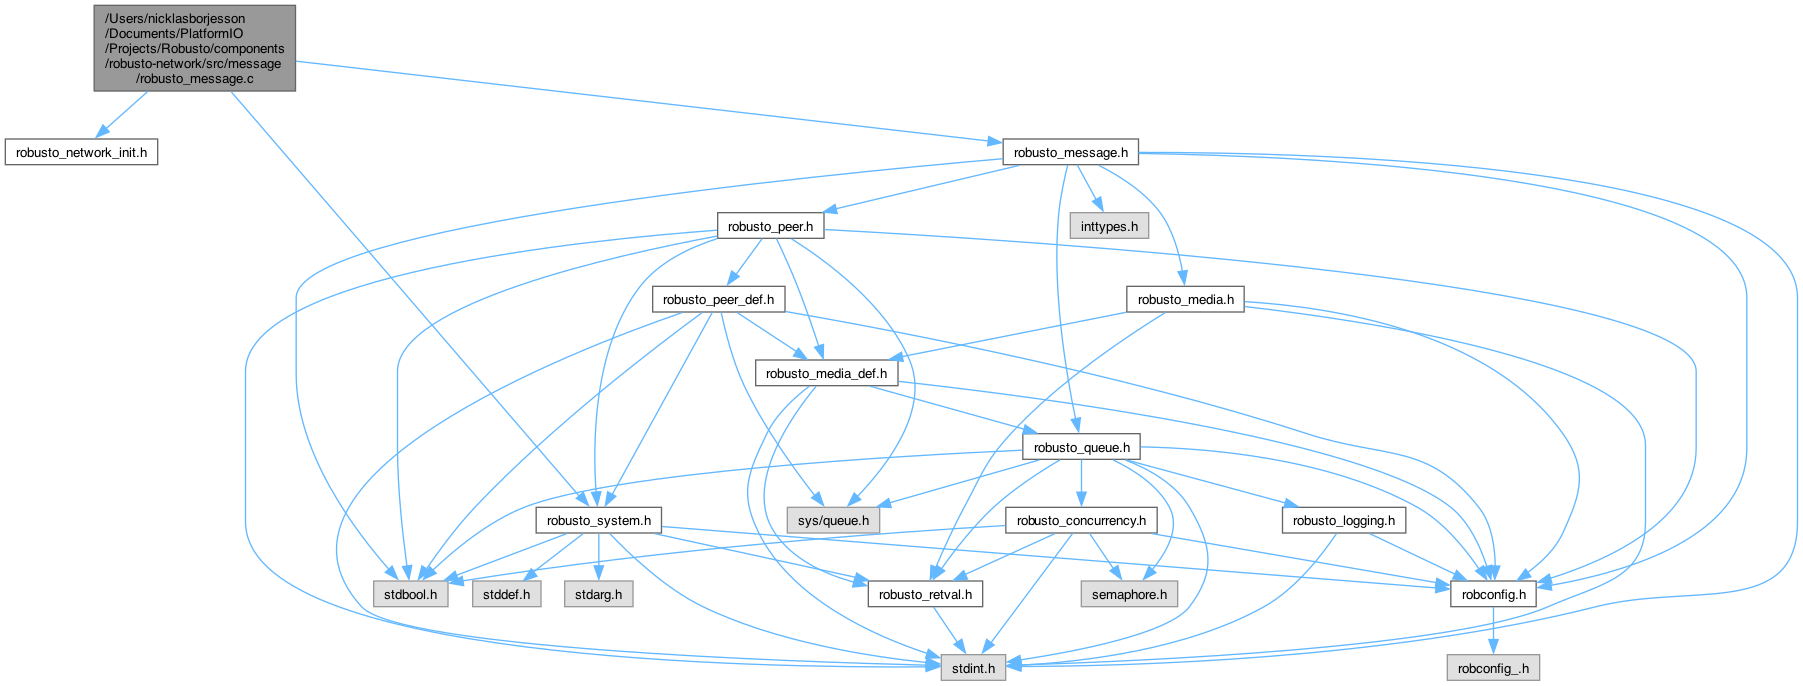 /Users/nicklasborjesson
/Documents/PlatformIO
/Projects/Robusto/components
/robusto-network/src/message
/robusto_message.c
robusto_network_init.h
robusto_message.h
robusto_peer.h
inttypes.h
robusto_peer_def.h
robusto_media.h
robusto_media_def.h
robusto_queue.h
robusto_system.h
sys/queue.h
robusto_concurrency.h
robusto_logging.h
stdbool.h
stddef.h
stdarg.h
robusto_retval.h
semaphore.h
robconfig.h
stdint.h
robconfig_.h